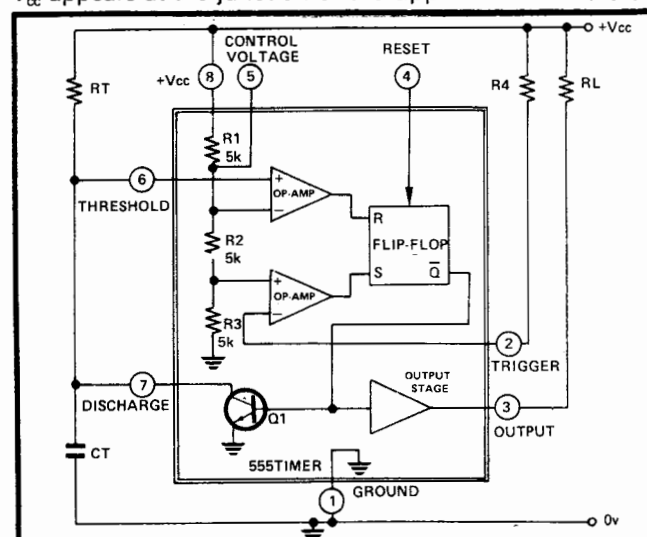 +Vcc
CONTROL
VOLTAGE
RESET
RT
+Vcc
8
5
4
R4
RL
R1
5k
6
THRESHOLD
+
OP-AMP
−
R
FLIP-FLOP
S
Q̅
R2
5k
+
OP-AMP
−
R3
5k
2
TRIGGER
7
DISCHARGE
OUTPUT
STAGE
Q1
3
OUTPUT
CT
555TIMER
GROUND
1
0v